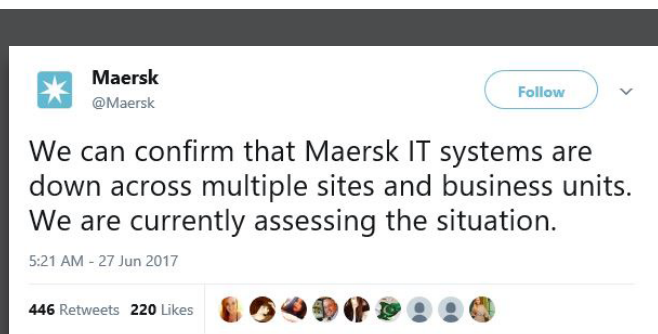 Maersk
@Maersk
Follow
We can confirm that Maersk IT systems are
down across multiple sites and business units.
We are currently assessing the situation.
5:21 AM - 27 Jun 2017
446 Retweets 220 Likes